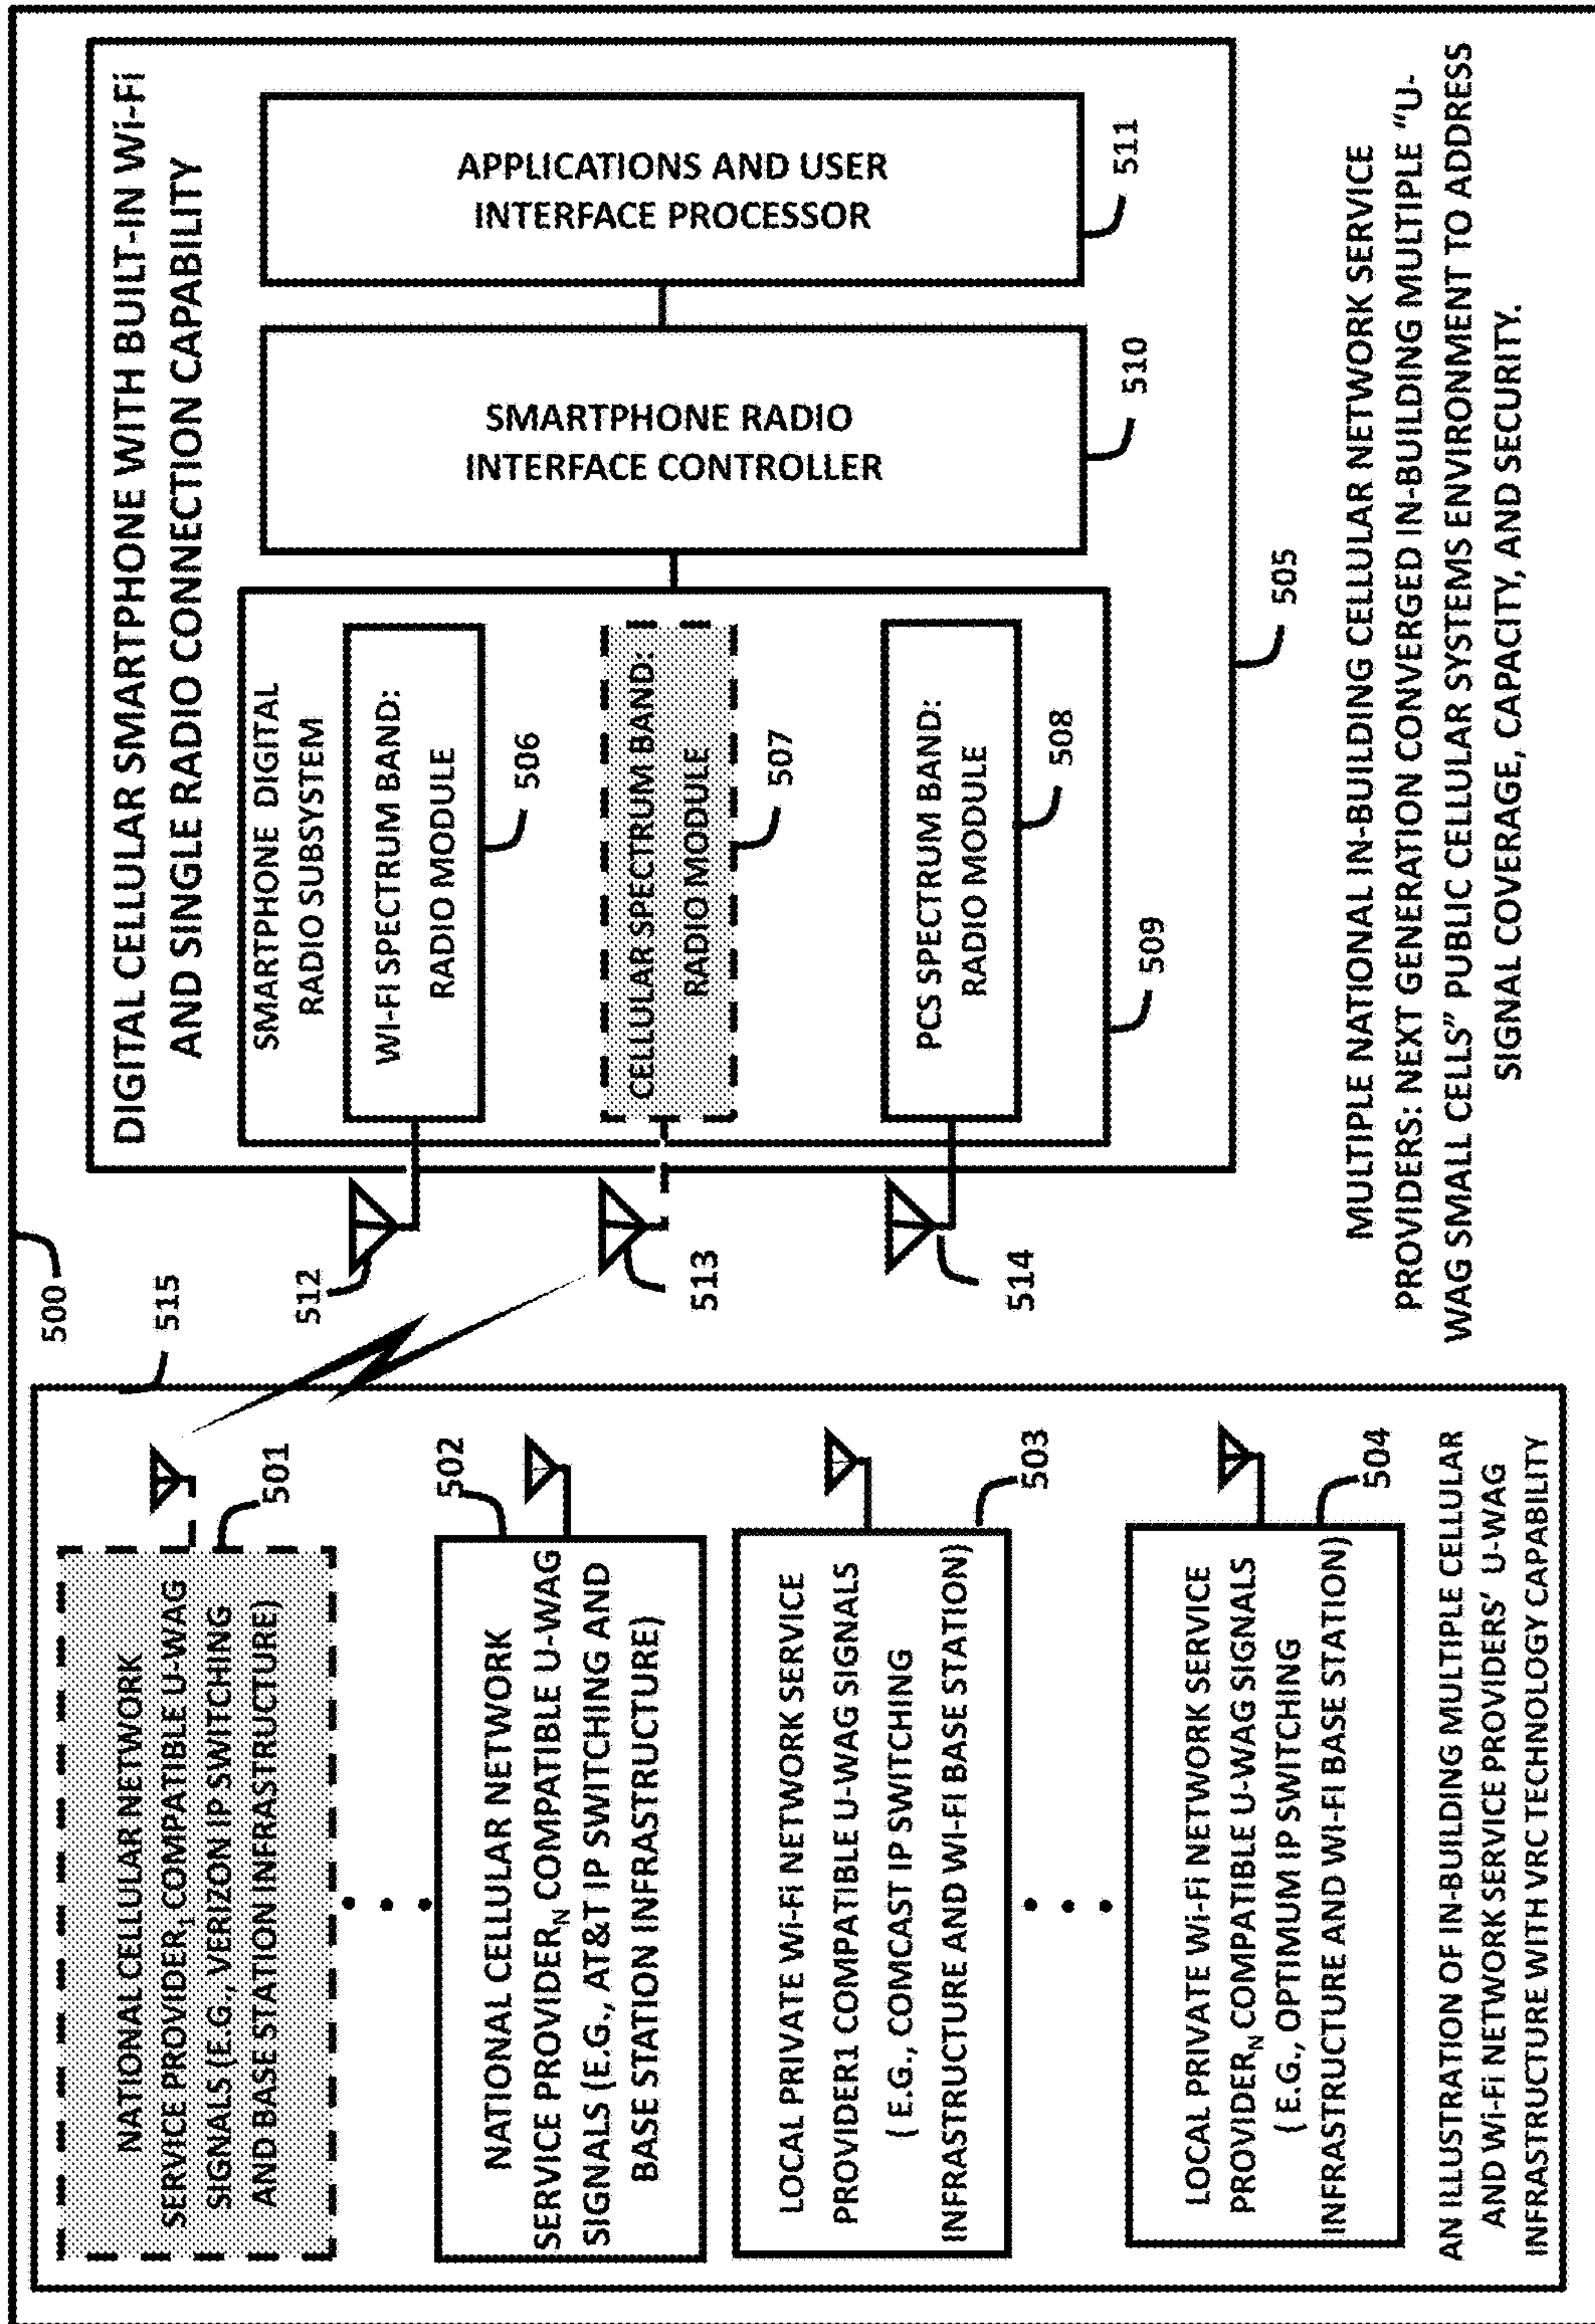 500
515
NATIONAL CELLULAR NETWORK
SERVICE PROVIDER₁ COMPATIBLE U-WAG
SIGNALS (E.G., VERIZON IP SWITCHING
AND BASE STATION INFRASTRUCTURE)
501
NATIONAL CELLULAR NETWORK
SERVICE PROVIDER_N COMPATIBLE U-WAG
SIGNALS (E.G., AT&T IP SWITCHING AND
BASE STATION INFRASTRUCTURE)
502
LOCAL PRIVATE Wi-Fi NETWORK SERVICE
PROVIDER1 COMPATIBLE U-WAG SIGNALS
( E.G., COMCAST IP SWITCHING
INFRASTRUCTURE AND WI-FI BASE STATION)
503
LOCAL PRIVATE Wi-Fi NETWORK SERVICE
PROVIDER_N COMPATIBLE U-WAG SIGNALS
( E.G., OPTIMUM IP SWITCHING
INFRASTRUCTURE AND WI-FI BASE STATION)
504
AN ILLUSTRATION OF IN-BUILDING MULTIPLE CELLULAR
AND Wi-Fi NETWORK SERVICE PROVIDERS' U-WAG
INFRASTRUCTURE WITH VRC TECHNOLOGY CAPABILITY
DIGITAL CELLULAR SMARTPHONE WITH BUILT-IN Wi-Fi
AND SINGLE RADIO CONNECTION CAPABILITY
SMARTPHONE DIGITAL
RADIO SUBSYSTEM
512
WI-FI SPECTRUM BAND:
RADIO MODULE
506
513
CELLULAR SPECTRUM BAND:
RADIO MODULE
507
514
PCS SPECTRUM BAND:
RADIO MODULE
508
509
SMARTPHONE RADIO
INTERFACE CONTROLLER
510
APPLICATIONS AND USER
INTERFACE PROCESSOR
511
505
MULTIPLE NATIONAL IN-BUILDING CELLULAR NETWORK SERVICE
PROVIDERS: NEXT GENERATION CONVERGED IN-BUILDING MULTIPLE "U-
WAG SMALL CELLS" PUBLIC CELLULAR SYSTEMS ENVIRONMENT TO ADDRESS
SIGNAL COVERAGE, CAPACITY, AND SECURITY.